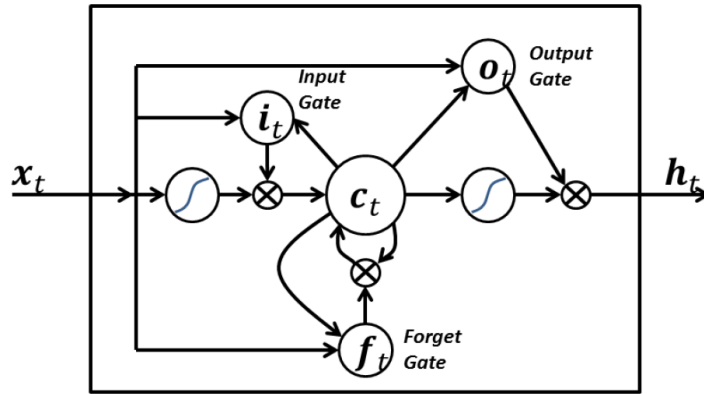 Input
Gate
Output
Gate
o_t
i_t
x_t
c_t
h_t
f_t
Forget
Gate